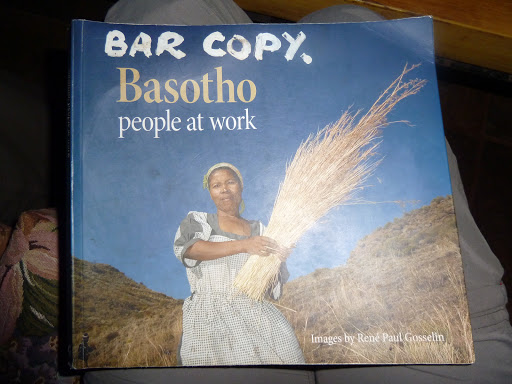 BAR COPY.
Basotho
people at work
Images by René Paul Gosselin